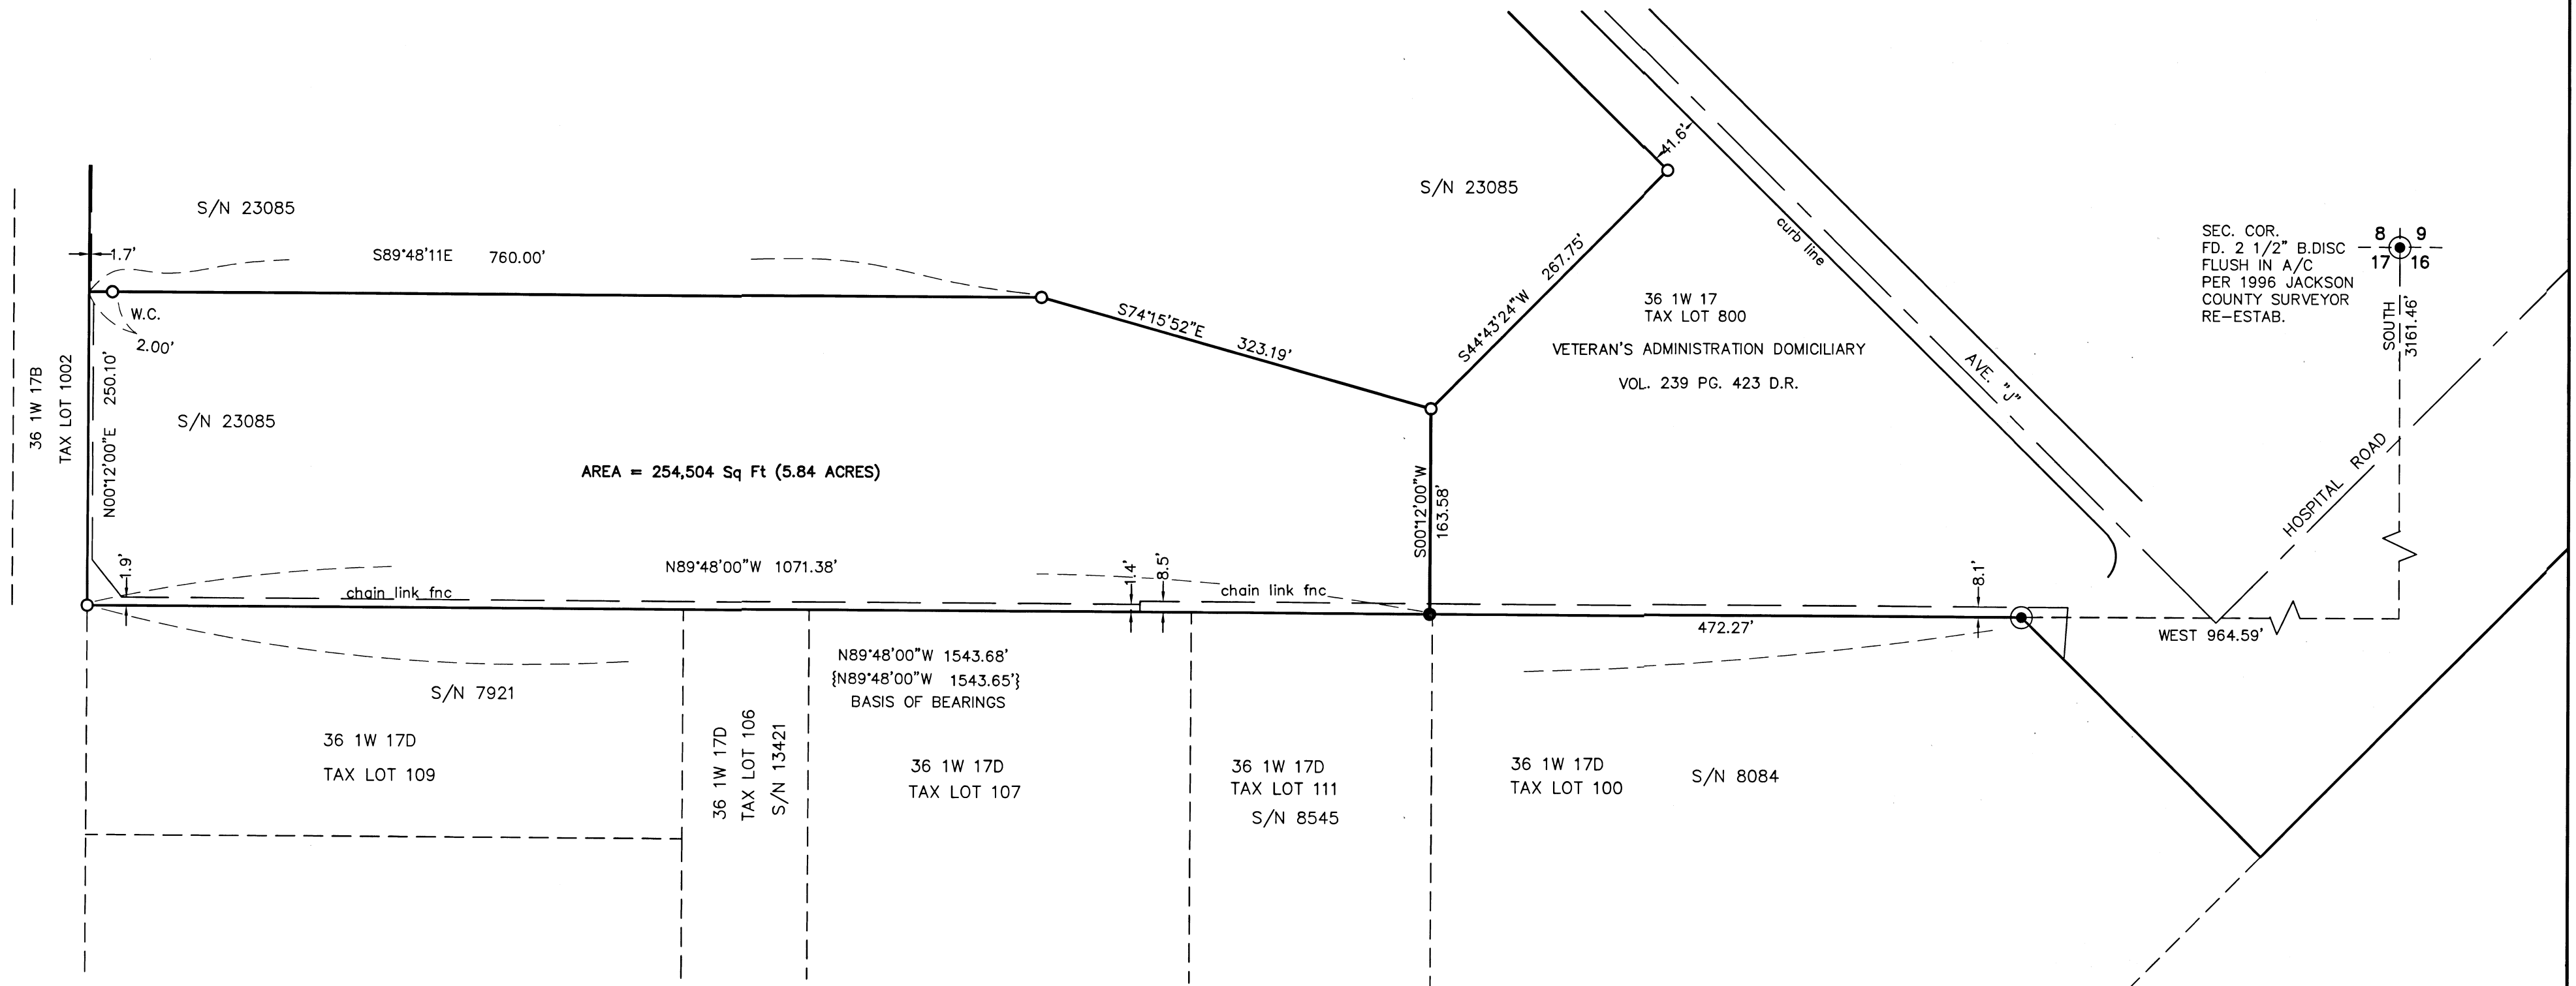 S/N 23085
S/N 23085
41.6'
1.7'
S89°48'11E 760.00'
W.C.
2.00'
S74°15'52"E 323.19'
S44°43'24"W 267.75'
curb line
AVE. "J"
36 1W 17
TAX LOT 800
VETERAN'S ADMINISTRATION DOMICILIARY
VOL. 239 PG. 423 D.R.
SEC. COR.
FD. 2 1/2" B.DISC
FLUSH IN A/C
PER 1996 JACKSON
COUNTY SURVEYOR
RE-ESTAB.
8 9
17 16
SOUTH
3161.46'
HOSPITAL ROAD
36 1W 17B
TAX LOT 1002
N00°12'00"E 250.10'
S/N 23085
AREA = 254,504 Sq Ft (5.84 ACRES)
S00°12'00"W
163.58'
1.9'
N89°48'00"W 1071.38'
chain link fnc
1.4'
8.5'
chain link fnc
8.1'
472.27'
WEST 964.59'
N89°48'00"W 1543.68'
{N89°48'00"W 1543.65'}
BASIS OF BEARINGS
S/N 7921
36 1W 17D
TAX LOT 109
36 1W 17D
TAX LOT 106
S/N 13421
36 1W 17D
TAX LOT 107
36 1W 17D
TAX LOT 111
S/N 8545
36 1W 17D
TAX LOT 100
S/N 8084